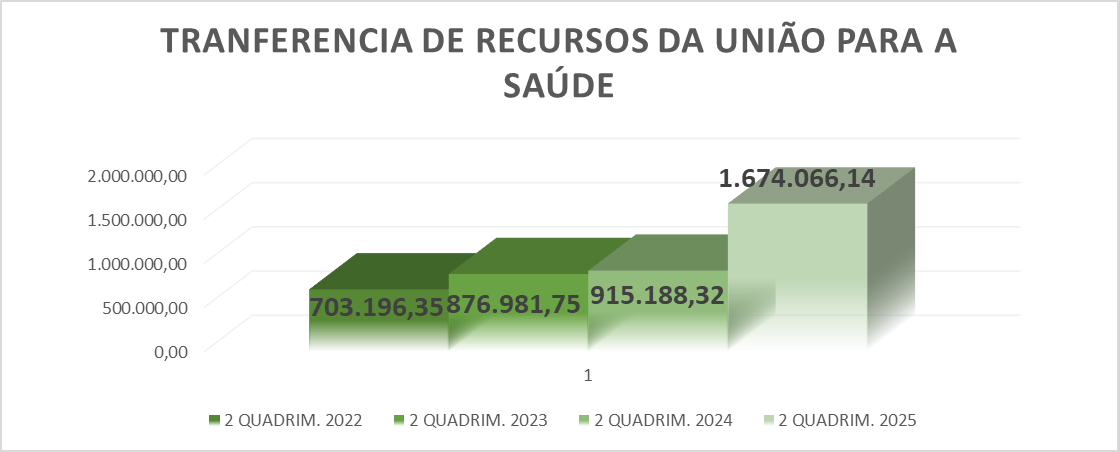 TRANFERENCIA DE RECURSOS DA UNIÃO PARA A
SAÚDE
2.000.000,00
1.500.000,00
1.000.000,00
500.000,00
0,00
703.196,35
876.981,75
915.188,32
1.674.066,14
1
2 QUADRIM. 2022
2 QUADRIM. 2023
2 QUADRIM. 2024
2 QUADRIM. 2025